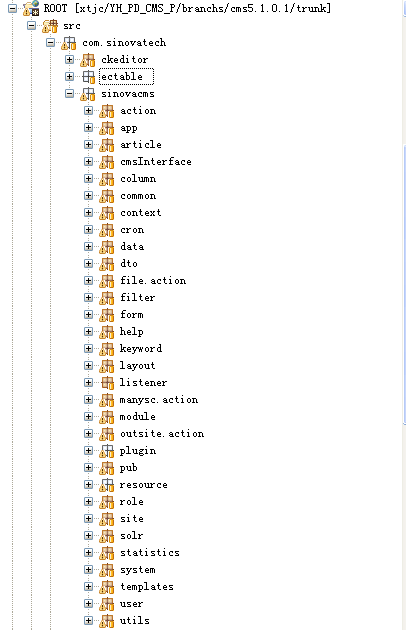 ROOT [xtjc/YH_PD_CMS_P/branchs/cms5.1.0.1/trunk]
src
com.sinovatech
ckeditor
ectable
sinovacms
action
app
article
cmsInterface
column
common
context
cron
data
dto
file.action
filter
form
help
keyword
layout
listener
manysc.action
module
outsite.action
plugin
pub
resource
role
site
solr
statistics
system
templates
user
utils